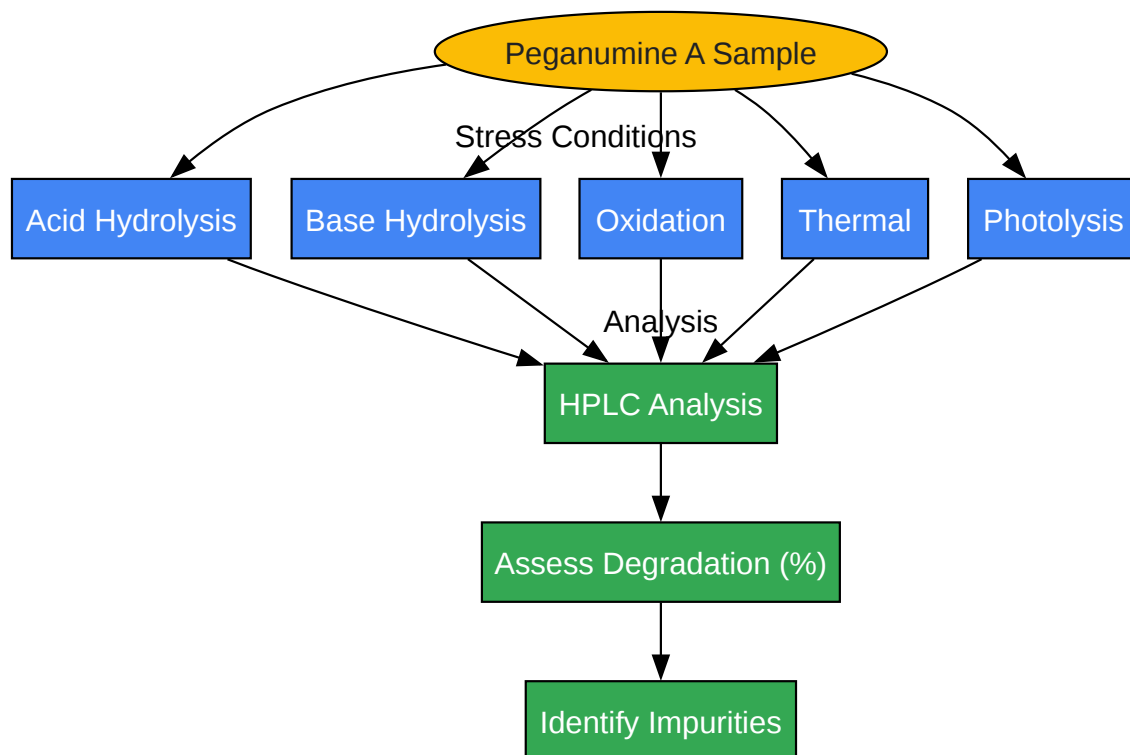 Peganumine A Sample
Stress Conditions
Acid Hydrolysis
Base Hydrolysis
Oxidation
Thermal
Photolysis
Analysis
HPLC Analysis
Assess Degradation (%)
Identify Impurities